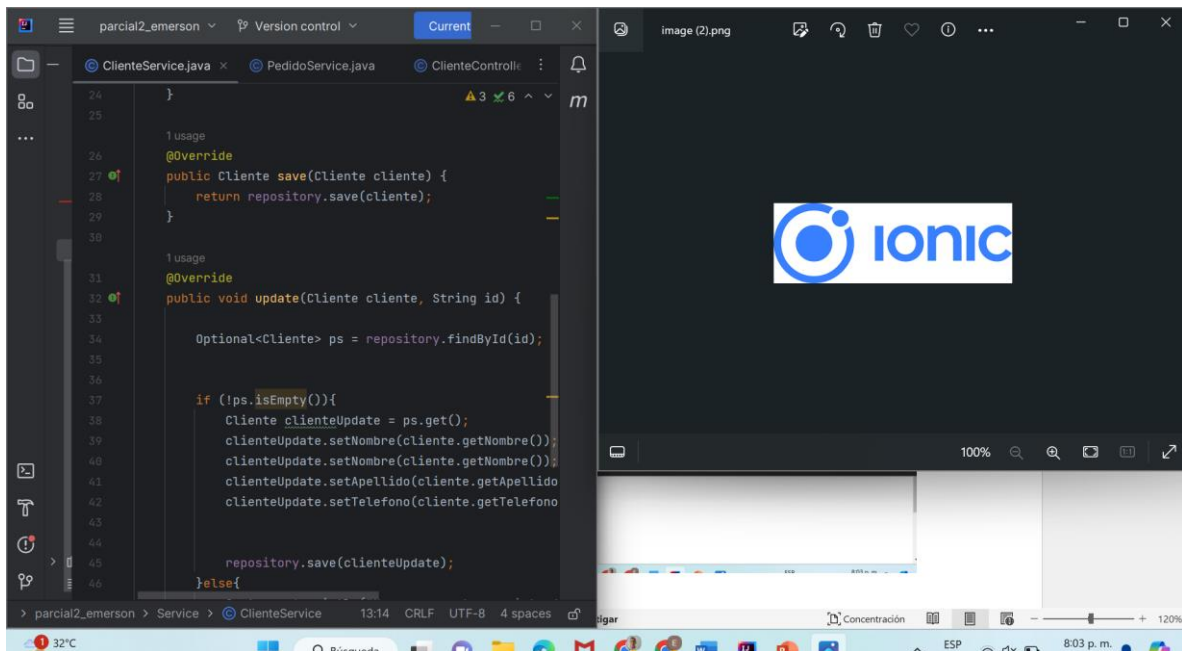 parcial2_emerson
Version control
Current
ClienteService.java
PedidoService.java
ClienteControlle
24 }
3 6
25
1 usage
26 @Override
27 public Cliente save(Cliente cliente) {
28 return repository.save(cliente);
29 }
30
1 usage
31 @Override
32 public void update(Cliente cliente, String id) {
33
34 Optional<Cliente> ps = repository.findById(id);
35
36
37 if (!ps.isEmpty()){
38 Cliente clienteUpdate = ps.get();
39 clienteUpdate.setNombre(cliente.getNombre());
40 clienteUpdate.setNombre(cliente.getNombre());
41 clienteUpdate.setApellido(cliente.getApellido
42 clienteUpdate.setTelefono(cliente.getTelefono
43
44
45 repository.save(clienteUpdate);
46 }else{
parcial2_emerson > Service > ClienteService 13:14 CRLF UTF-8 4 spaces
image (2).png
ionic
100%
tigar
Concentración
120%
1 32°C
Búsqueda
ESP
8:03 p. m.